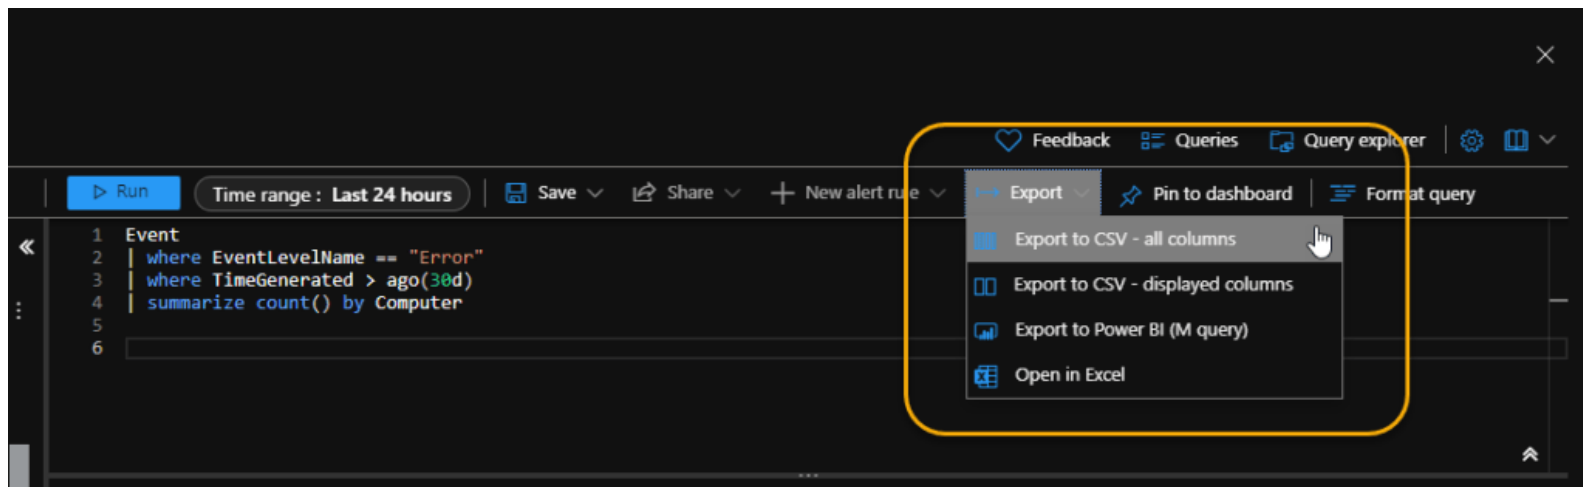 Feedback Queries Query explorer
Run Time range : Last 24 hours Save Share New alert rule Export Pin to dashboard Format query
1 Event
2 | where EventLevelName == "Error"
3 | where TimeGenerated > ago(30d)
4 | summarize count() by Computer
5
6
Export to CSV - all columns
Export to CSV - displayed columns
Export to Power BI (M query)
Open in Excel